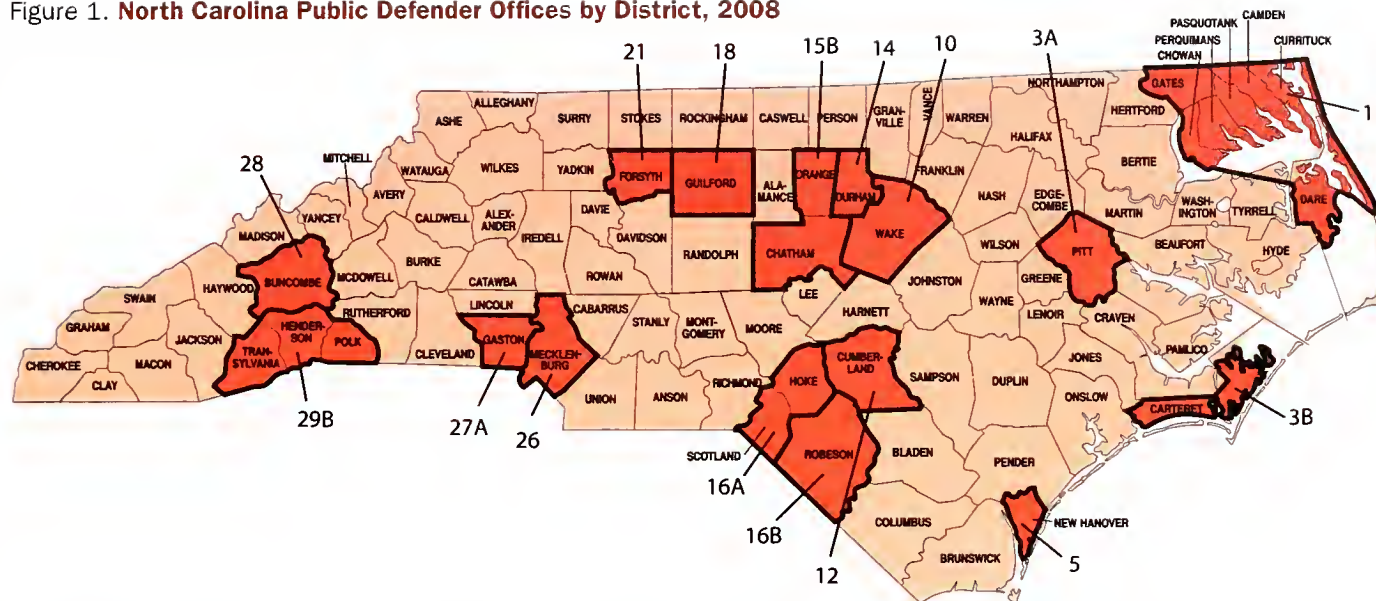 Figure 1. North Carolina Public Defender Offices by District, 2008
PASQUOTANK
CAMDEN
PERQUIMANS
CURRITUCK
CHOWAN
21
18
15B
14
10
3A
1
ALLEGHANY
ASHE
SURRY
STOKES
ROCKINGHAM
CASWELL
PERSON
GRAN-
VILLE
VANCE
WARREN
NORTHAMPTON
GATES
HERTFORD
HALIFAX
28
MITCHELL
WATAUGA
WILKES
YADKIN
FORSYTH
GUILFORD
ALA-
MANCE
ORANGE
DURHAM
FRANKLIN
NASH
EDGE-
COMBE
BERTIE
AVERY
YANCEY
CALDWELL
ALEX-
ANDER
IREDELL
DAVIE
DAVIDSON
RANDOLPH
CHATHAM
WAKE
WILSON
PITT
MARTIN
WASH-
INGTON
TYRRELL
DARE
MADISON
BUNCOMBE
MCDOWELL
BURKE
CATAWBA
ROWAN
LEE
JOHNSTON
GREENE
BEAUFORT
HYDE
SWAIN
HAYWOOD
RUTHERFORD
LINCOLN
CABARRUS
STANLY
MONT-
GOMERY
MOORE
HARNETT
WAYNE
LENOIR
CRAVEN
GRAHAM
JACKSON
HENDER-
SON
POLK
TRAN-
SYLVANIA
CLEVELAND
GASTON
MECKLEN-
BURG
HOKE
CUMBER-
LAND
SAMPSON
DUPLIN
JONES
PAMLICO
CHEROKEE
MACON
CLAY
UNION
ANSON
RICHMOND
ONSLOW
CARTERET
3B
29B
27A
26
SCOTLAND
16A
ROBESON
16B
BLADEN
PENDER
COLUMBUS
NEW HANOVER
BRUNSWICK
12
5